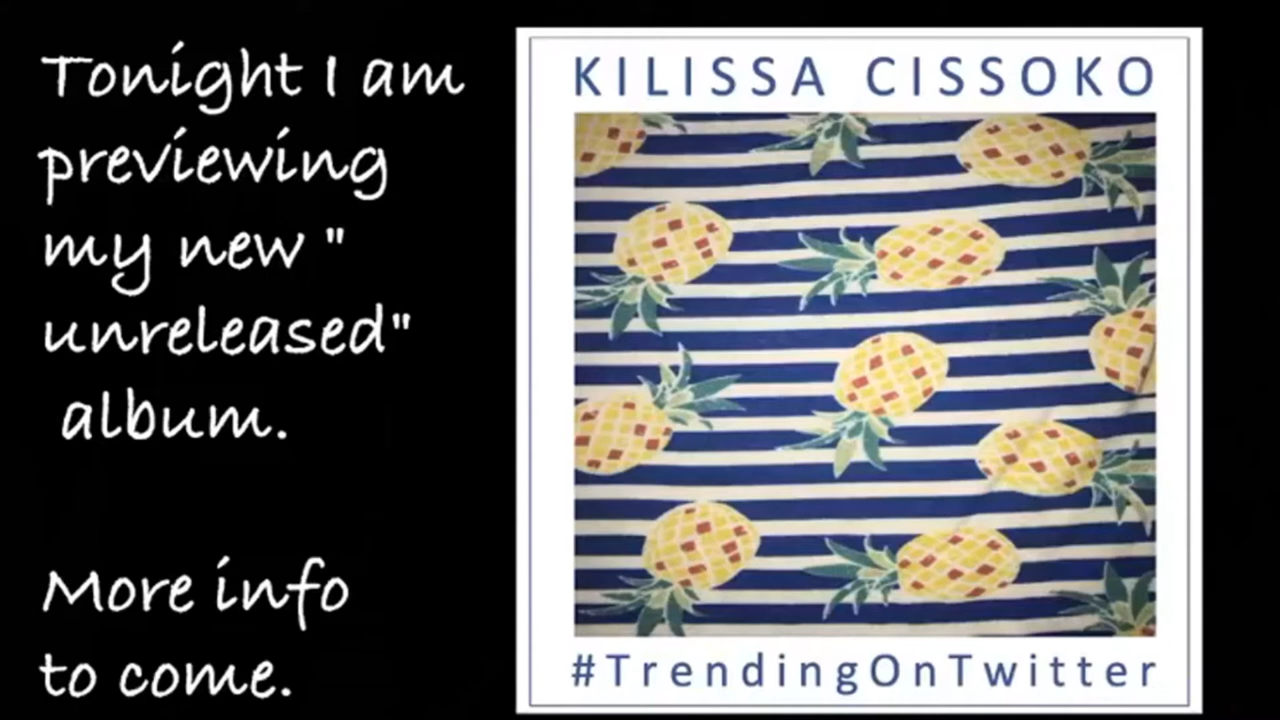 Tonight I am
previewing
my new "
unreleased"
album.
More info
to come.
KILISSA CISSOKO
#TrendingOnTwitter